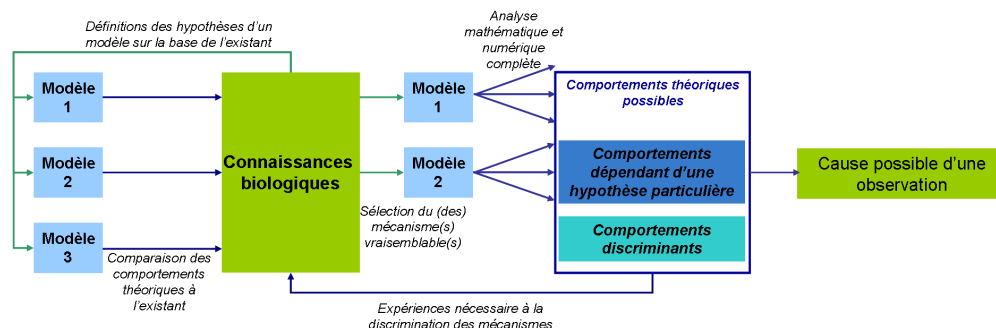 Définitions des hypothèses d'un
modèle sur la base de l'existant
Modèle
1
Modèle
2
Modèle
3
Comparaison des
comportements
théoriques à
l'existant
Connaissances
biologiques
Modèle
1
Modèle
2
Sélection du (des)
mécanisme(s)
vraisemblable(s)
Analyse
mathématique et
numérique
complète
Comportements théoriques
possibles
Comportements
dépendant d'une
hypothèse particulière
Comportements
discriminants
Cause possible d'une
observation
Expériences nécessaire à la
discrimination des mécanismes